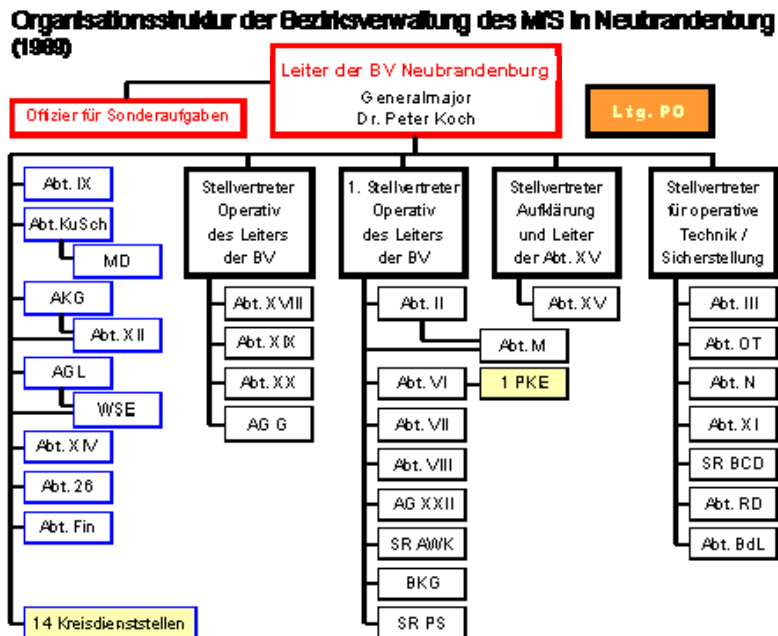 Organisationsstruktur der Bezirksverwaltung des MfS in Neubrandenburg
(1989)
Leiter der BV Neubrandenburg
Generalmajor
Dr. Peter Koch
Offizier für Sonderaufgaben
Ltg. PO
Abt. IX
Abt.KuSch
MD
AKG
Abt. XII
AGL
WSE
Abt. XIV
Abt. 26
Abt. Fin
14 Kreisdienststellen
Stellvertreter
Operativ
des Leiters
der BV
Abt. XVIII
Abt. XIX
Abt. XX
AG G
1. Stellvertreter
Operativ
des Leiters
der BV
Abt. II
Abt. M
Abt. VI
1 PKE
Abt. VII
Abt. VIII
AG XXII
SR AWK
BKG
SR PS
Stellvertreter
Aufklärung
und Leiter
der Abt. XV
Abt. XV
Stellvertreter
für operative
Technik /
Sicherstellung
Abt. III
Abt. OT
Abt. N
Abt. XI
SR BCD
Abt. RD
Abt. BdL